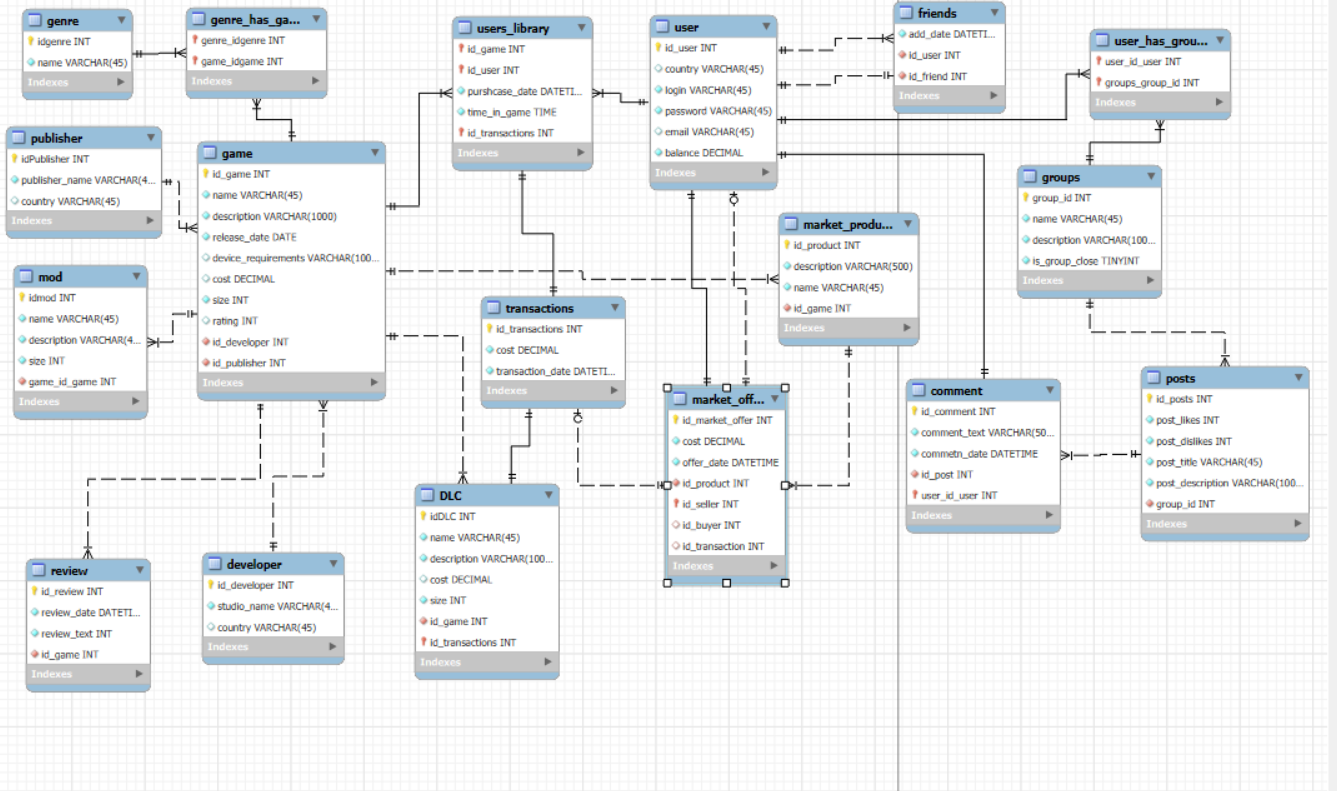 genre
idgenre INT
name VARCHAR(45)
Indexes
genre_has_ga...
genre_idgenre INT
game_idgame INT
Indexes
users_library
id_game INT
id_user INT
purshcase_date DATETI...
time_in_game TIME
id_transactions INT
Indexes
user
id_user INT
country VARCHAR(45)
login VARCHAR(45)
password VARCHAR(45)
email VARCHAR(45)
balance DECIMAL
Indexes
friends
add_date DATETI...
id_user INT
id_friend INT
Indexes
user_has_grou...
user_id_user INT
groups_group_id INT
Indexes
publisher
idPublisher INT
publisher_name VARCHAR(4...
country VARCHAR(45)
Indexes
game
id_game INT
name VARCHAR(45)
description VARCHAR(1000)
release_date DATE
device_requirements VARCHAR(100...
cost DECIMAL
size INT
rating INT
id_developer INT
id_publisher INT
Indexes
groups
group_id INT
name VARCHAR(45)
description VARCHAR(100...
is_group_close TINYINT
Indexes
market_produ...
id_product INT
description VARCHAR(500)
name VARCHAR(45)
id_game INT
Indexes
mod
idmod INT
name VARCHAR(45)
description VARCHAR(4...
size INT
game_id_game INT
Indexes
transactions
id_transactions INT
cost DECIMAL
transaction_date DATETI...
Indexes
market_off...
id_market_offer INT
cost DECIMAL
offer_date DATETIME
id_product INT
id_seller INT
id_buyer INT
id_transaction INT
Indexes
comment
id_comment INT
comment_text VARCHAR(50...
commetn_date DATETIME
id_post INT
user_id_user INT
Indexes
posts
id_posts INT
post_likes INT
post_dislikes INT
post_title VARCHAR(45)
post_description VARCHAR(100...
group_id INT
Indexes
DLC
idDLC INT
name VARCHAR(45)
description VARCHAR(100...
cost DECIMAL
size INT
id_game INT
id_transactions INT
Indexes
review
id_review INT
review_date DATETI...
review_text INT
id_game INT
Indexes
developer
id_developer INT
studio_name VARCHAR(4...
country VARCHAR(45)
Indexes